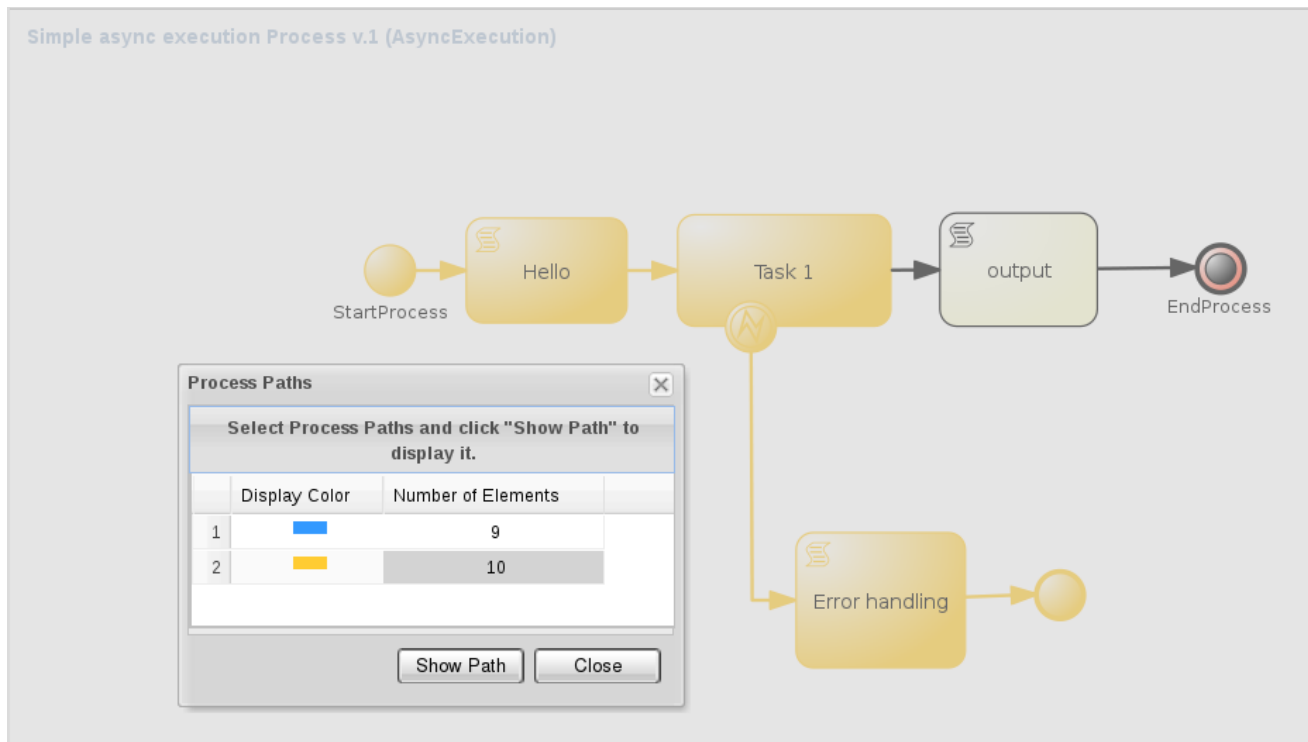 Simple async execution Process v.1 (AsyncExecution)
Hello
Task 1
output
StartProcess
EndProcess
Process Paths
Select Process Paths and click "Show Path" to
display it.
Display Color Number of Elements
1 9
2 10
Error handling
Show Path Close